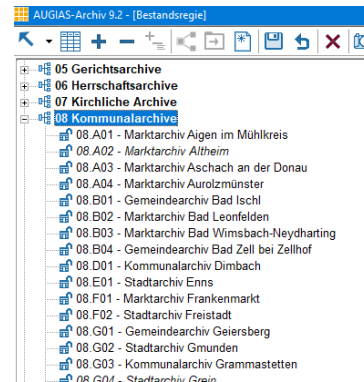 AUGIAS-Archiv 9.2 - [Bestandsregie]
05 Gerichtsarchive
06 Herrschaftsarchive
07 Kirchliche Archive
08 Kommunalarchive
08.A01 - Marktarchiv Aigen im Mühlkreis
08.A02 - Marktarchiv Altheim
08.A03 - Marktarchiv Aschach an der Donau
08.A04 - Marktarchiv Aurolzmünster
08.B01 - Gemeindearchiv Bad Ischl
08.B02 - Marktarchiv Bad Leonfelden
08.B03 - Marktarchiv Bad Wimsbach-Neydharting
08.B04 - Gemeindearchiv Bad Zell bei Zellhof
08.D01 - Kommunalarchiv Dimbach
08.E01 - Stadtarchiv Enns
08.F01 - Marktarchiv Frankenmarkt
08.F02 - Stadtarchiv Freistadt
08.G01 - Gemeindearchiv Geiersberg
08.G02 - Stadtarchiv Gmunden
08.G03 - Kommunalarchiv Grammastetten
08.G04 - Stadtarchiv Grein